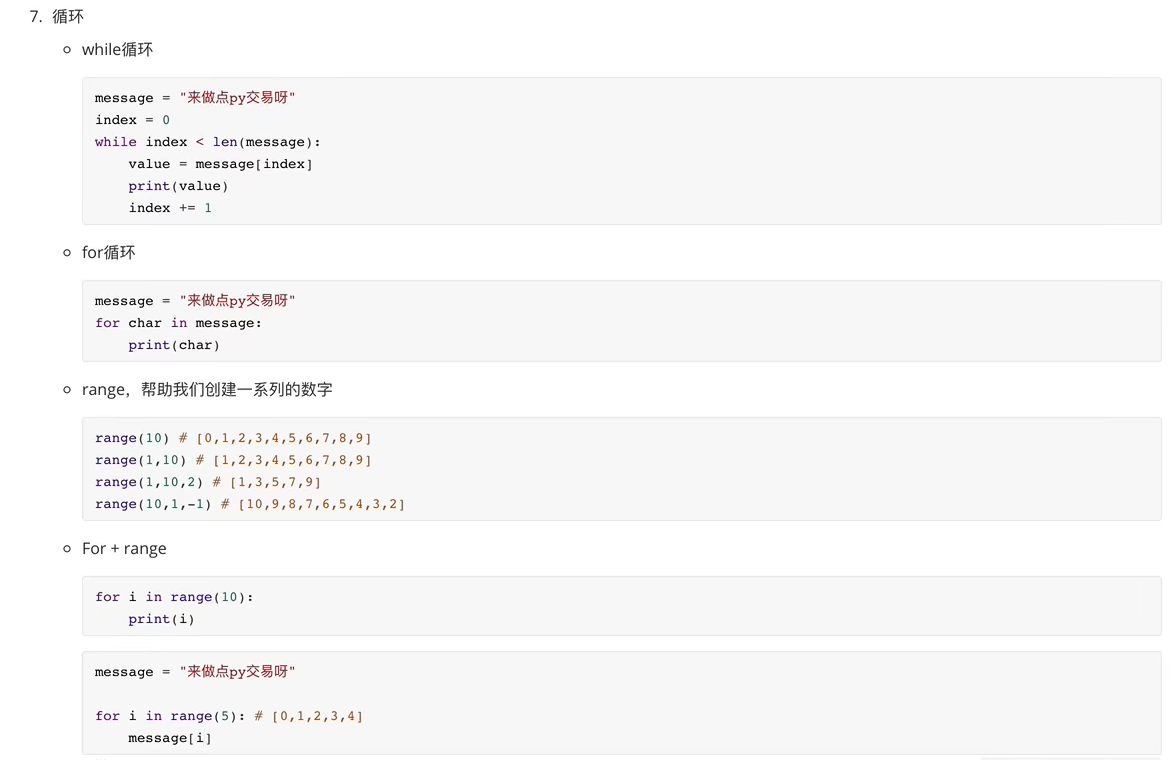 7. 循环
while循环
message = "来做点py交易呀"
index = 0
while index < len(message):
    value = message[index]
    print(value)
    index += 1
for循环
message = "来做点py交易呀"
for char in message:
    print(char)
range，帮助我们创建一系列的数字
range(10) # [0,1,2,3,4,5,6,7,8,9]
range(1,10) # [1,2,3,4,5,6,7,8,9]
range(1,10,2) # [1,3,5,7,9]
range(10,1,-1) # [10,9,8,7,6,5,4,3,2]
For + range
for i in range(10):
    print(i)
message = "来做点py交易呀"
for i in range(5): # [0,1,2,3,4]
    message[i]